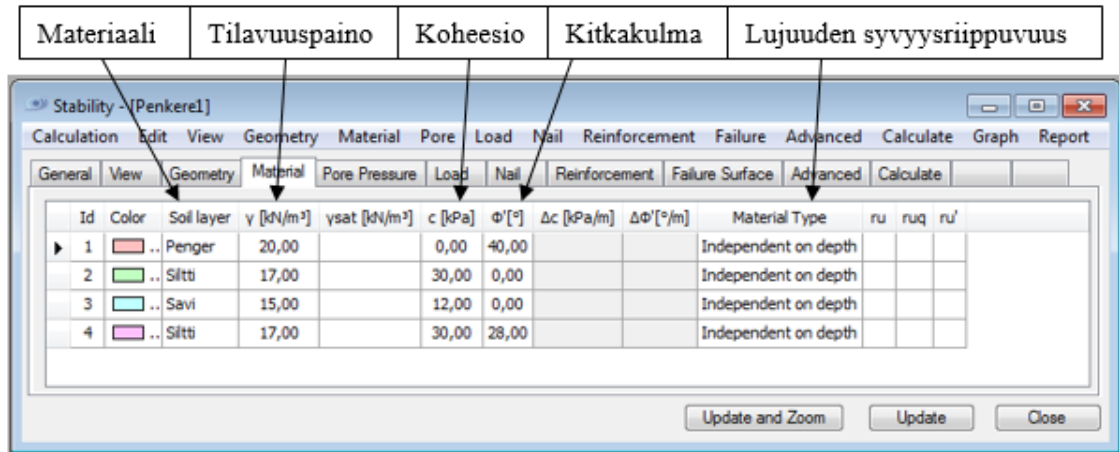 Materiaali Tilavuuspaino Koheesio Kitkakulma Lujuuden syvyysriippuvuus
Stability - [Penkere1]
Calculation Edit View Geometry Material Pore Load Nail Reinforcement Failure Advanced Calculate Graph Report
General View Geometry Material Pore Pressure Load Nail Reinforcement Failure Surface Advanced Calculate
Id Color Soil layer γ [kN/m³] γsat [kN/m³] c [kPa] Φ'[°] Δc [kPa/m] ΔΦ'[°/m] Material Type ru ruq ru'
1 .. Penger 20,00 0,00 40,00 Independent on depth
2 .. Siltti 17,00 30,00 0,00 Independent on depth
3 .. Savi 15,00 12,00 0,00 Independent on depth
4 .. Siltti 17,00 30,00 28,00 Independent on depth
Update and Zoom Update Close